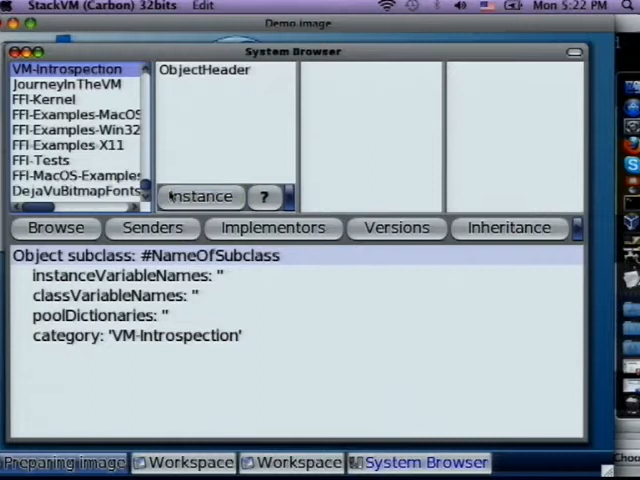 StackVM (Carbon) 32bits Edit Mon 5:22 PM
Demo.image
System Browser
VM-Introspection
JourneyInTheVM
FFI-Kernel
FFI-Examples-MacOS
FFI-Examples-Win32
FFI-Examples X11
FFI-Tests
FFI-MacOS-Examples
DejaVuBitmapFonts
ObjectHeader
Instance ?
Browse Senders Implementors Versions Inheritance
Object subclass: #NameOfSubclass
instanceVariableNames: ''
classVariableNames: ''
poolDictionaries: ''
category: 'VM-Introspection'
Preparing image Workspace Workspace System Browser
Choo